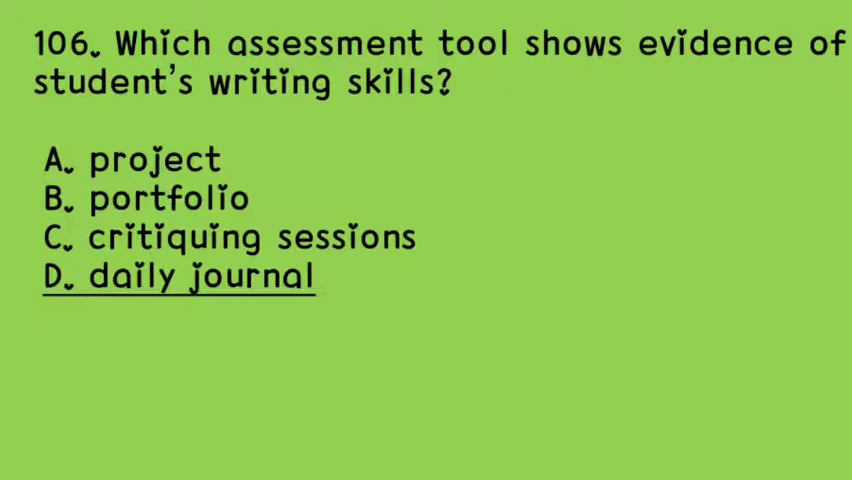 106. Which assessment tool shows evidence of
student's writing skills?
A. project
B. portfolio
C. critiquing sessions
D. daily journal